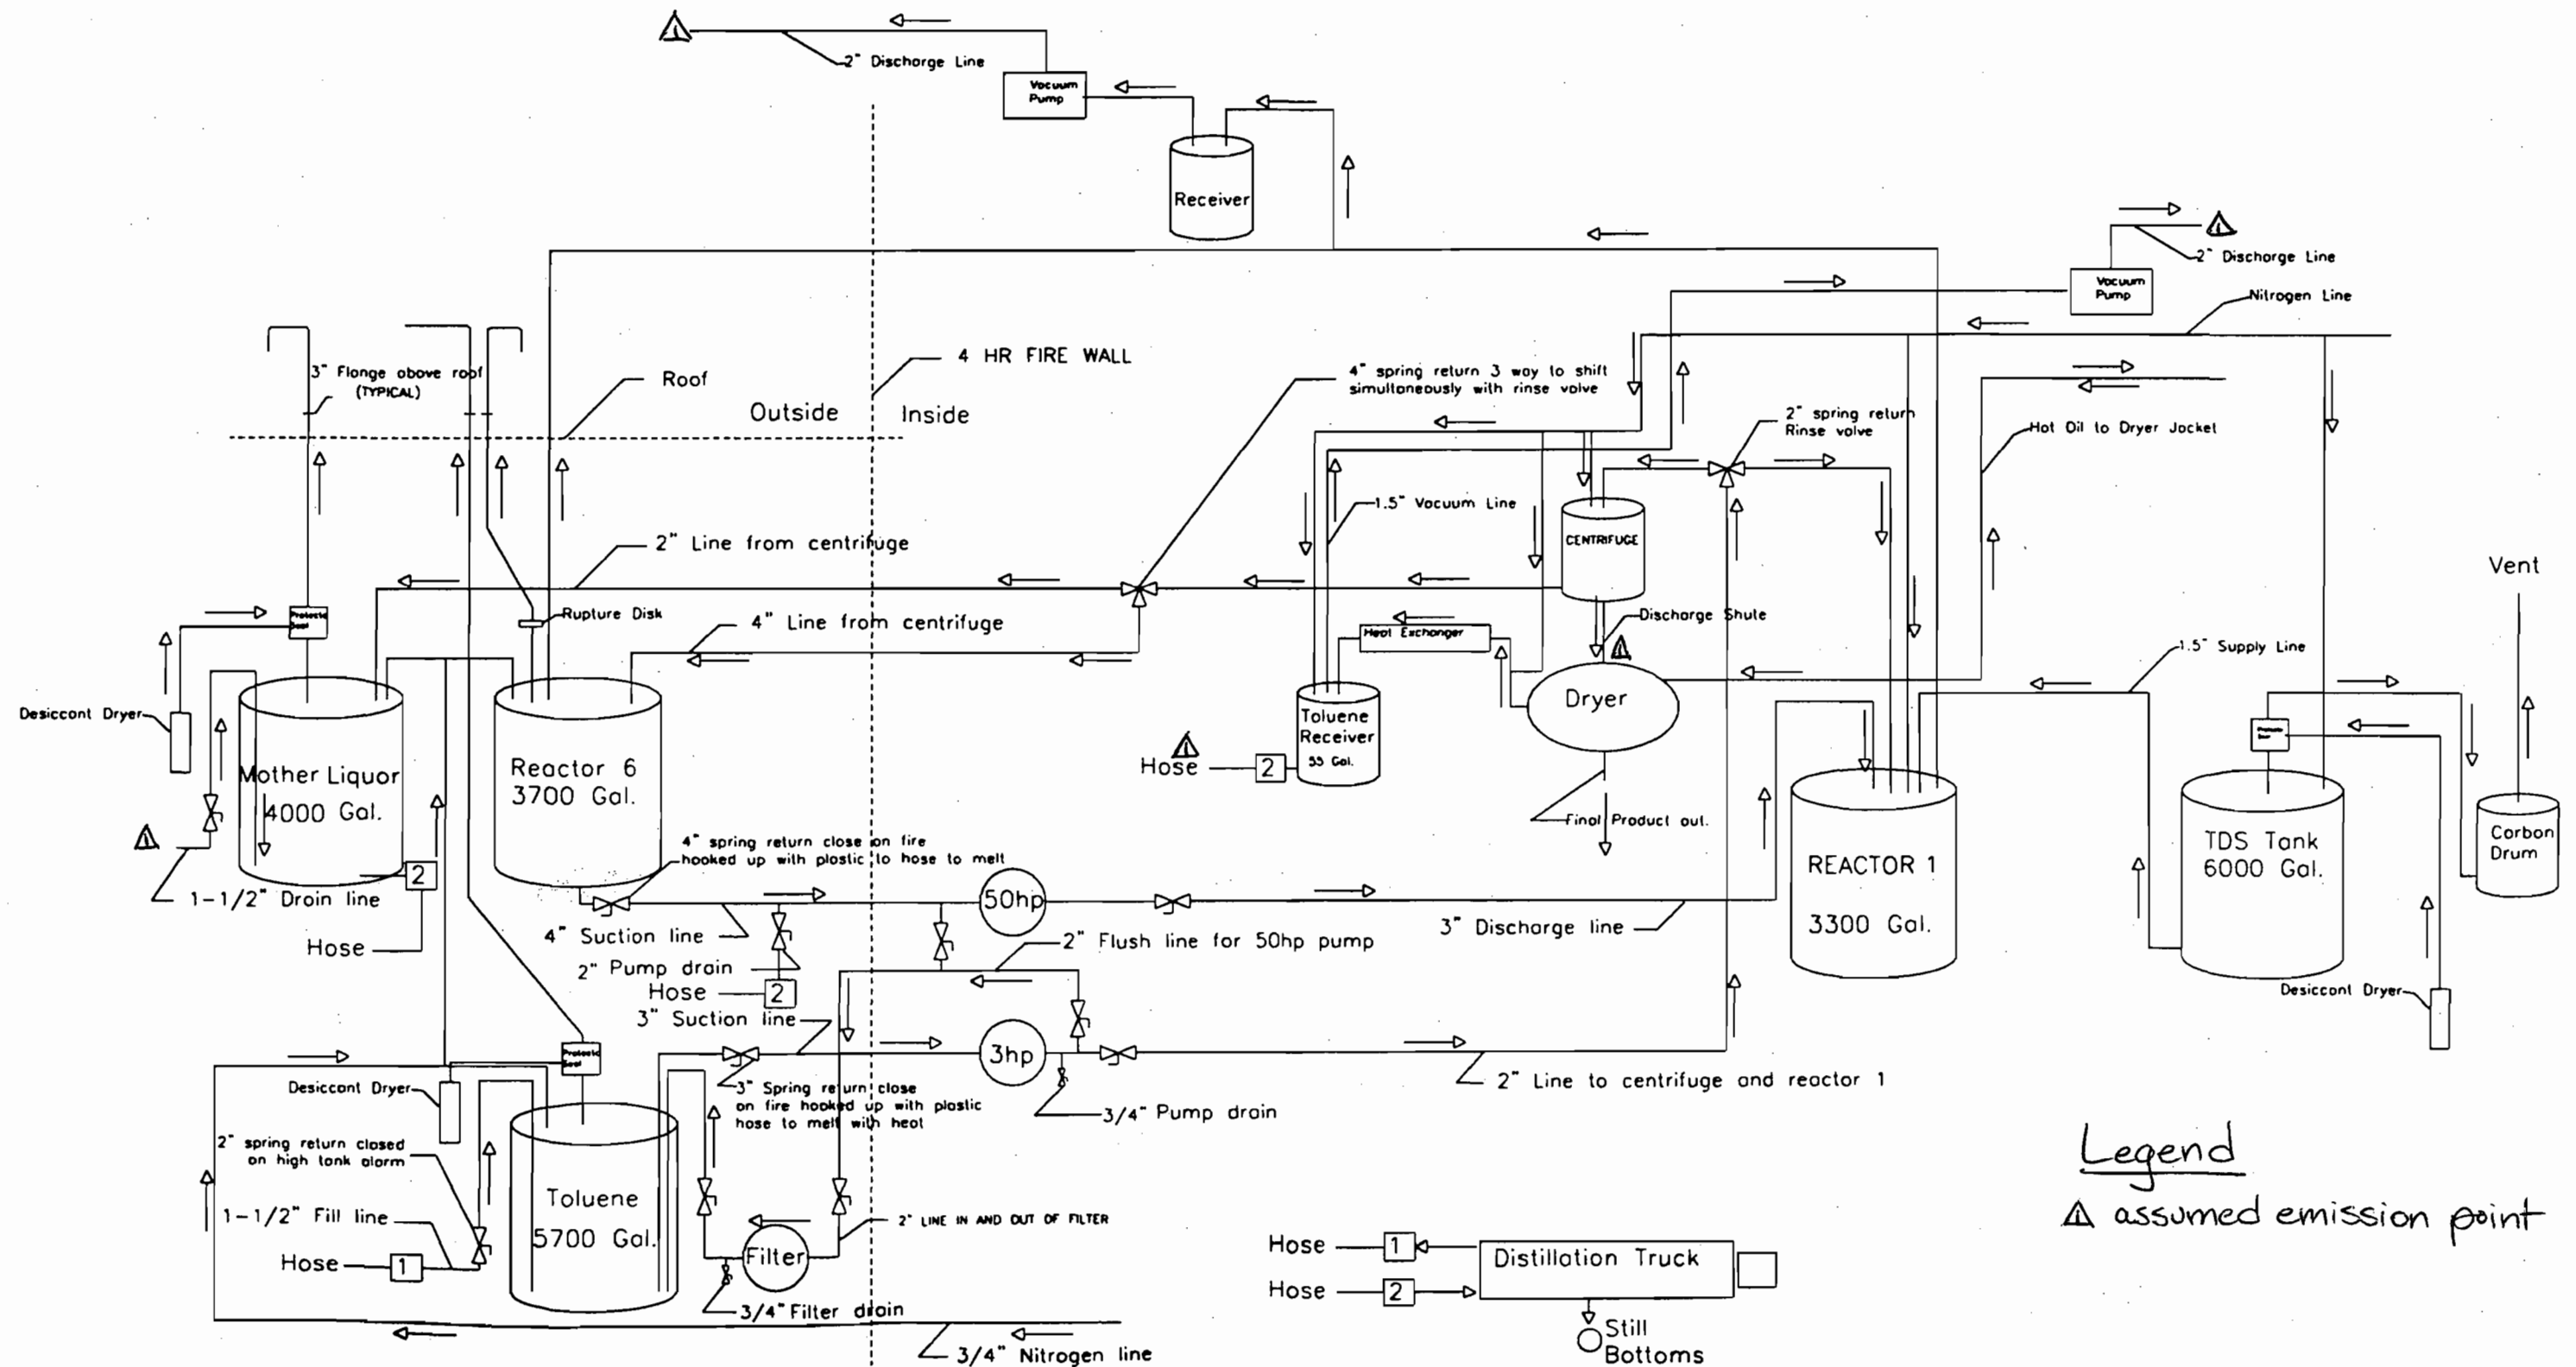 2" Discharge Line
Vacuum
Pump
Receiver
2" Discharge Line
Vacuum
Pump
Nitrogen Line
3" Flange above roof
(TYPICAL)
Roof
4 HR FIRE WALL
Outside
Inside
4" spring return 3 way to shift
simultaneously with rinse valve
2" spring return
Rinse valve
Hot Oil to Dryer Jacket
1.5" Vacuum Line
CENTRIFUGE
2" Line from centrifuge
Vent
Rupture Disk
4" Line from centrifuge
Discharge Shute
Heat Exchanger
1.5" Supply Line
Desiccant Dryer
Dryer
Toluene
Receiver
55 Gal.
Hose
2
Mother Liquor
4000 Gal.
Reactor 6
3700 Gal.
Final Product out.
REACTOR 1
3300 Gal.
TDS Tank
6000 Gal.
Carbon
Drum
4" spring return close on fire
hooked up with plastic to hose to melt
2
1-1/2" Drain line
Hose
50hp
4" Suction line
2" Pump drain
Hose
2
2" Flush line for 50hp pump
3" Discharge line
Desiccant Dryer
3" Suction line
3hp
Desiccant Dryer
3" Spring return close
on fire hooked up with plastic
hose to melt with heat
3/4" Pump drain
2" Line to centrifuge and reactor 1
2" spring return closed
on high tank alarm
Toluene
5700 Gal.
1-1/2" Fill line
Hose
1
Filter
2" LINE IN AND OUT OF FILTER
3/4" Filter drain
3/4" Nitrogen line
Hose
1
Hose
2
Distillation Truck
Still
Bottoms
Legend
assumed emission point